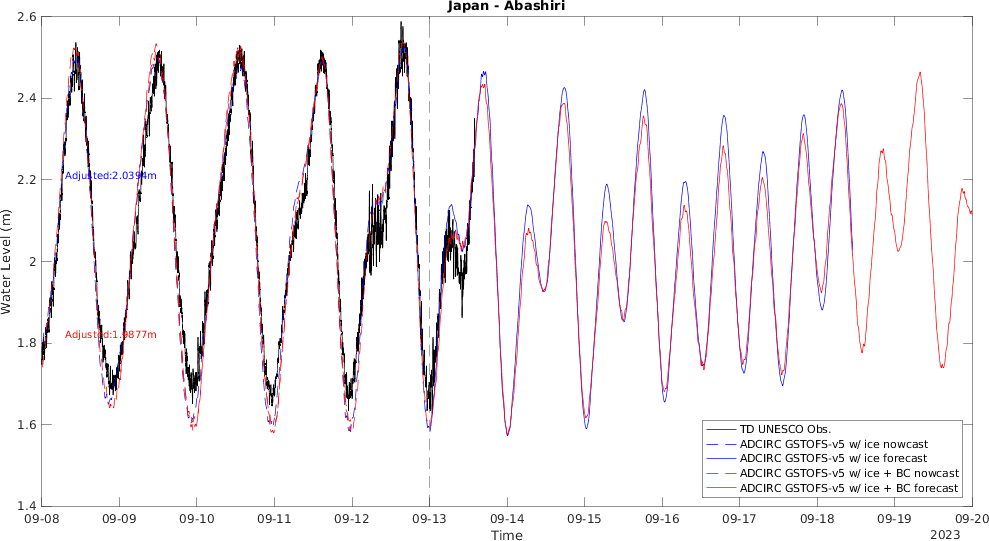 Japan - Abashiri
2.6
2.4
2.2
2
1.8
1.6
1.4
Water Level (m)
Adjusted:2.0394m
Adjusted:1.9877m
TD UNESCO Obs.
ADCIRC GSTOFS-v5 w/ ice nowcast
ADCIRC GSTOFS-v5 w/ ice forecast
ADCIRC GSTOFS-v5 w/ ice + BC nowcast
ADCIRC GSTOFS-v5 w/ ice + BC forecast
09-08 09-09 09-10 09-11 09-12 09-13 09-14 09-15 09-16 09-17 09-18 09-19 09-20
Time
2023